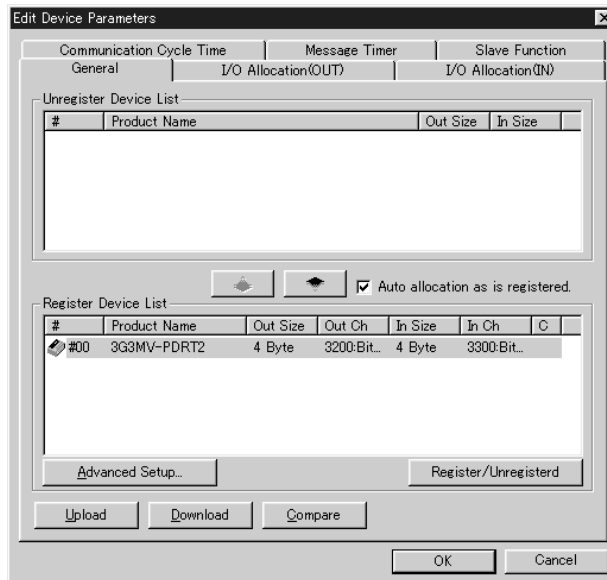 Edit Device Parameters
Communication Cycle Time Message Timer Slave Function
General I/O Allocation(OUT) I/O Allocation(IN)
Unregister Device List
# Product Name Out Size In Size
Auto allocation as is registered.
Register Device List
# Product Name Out Size Out Ch In Size In Ch C
#00 3G3MV-PDRT2 4 Byte 3200:Bit... 4 Byte 3300:Bit...
Advanced Setup... Register/Unregisterd
Upload Download Compare
OK Cancel